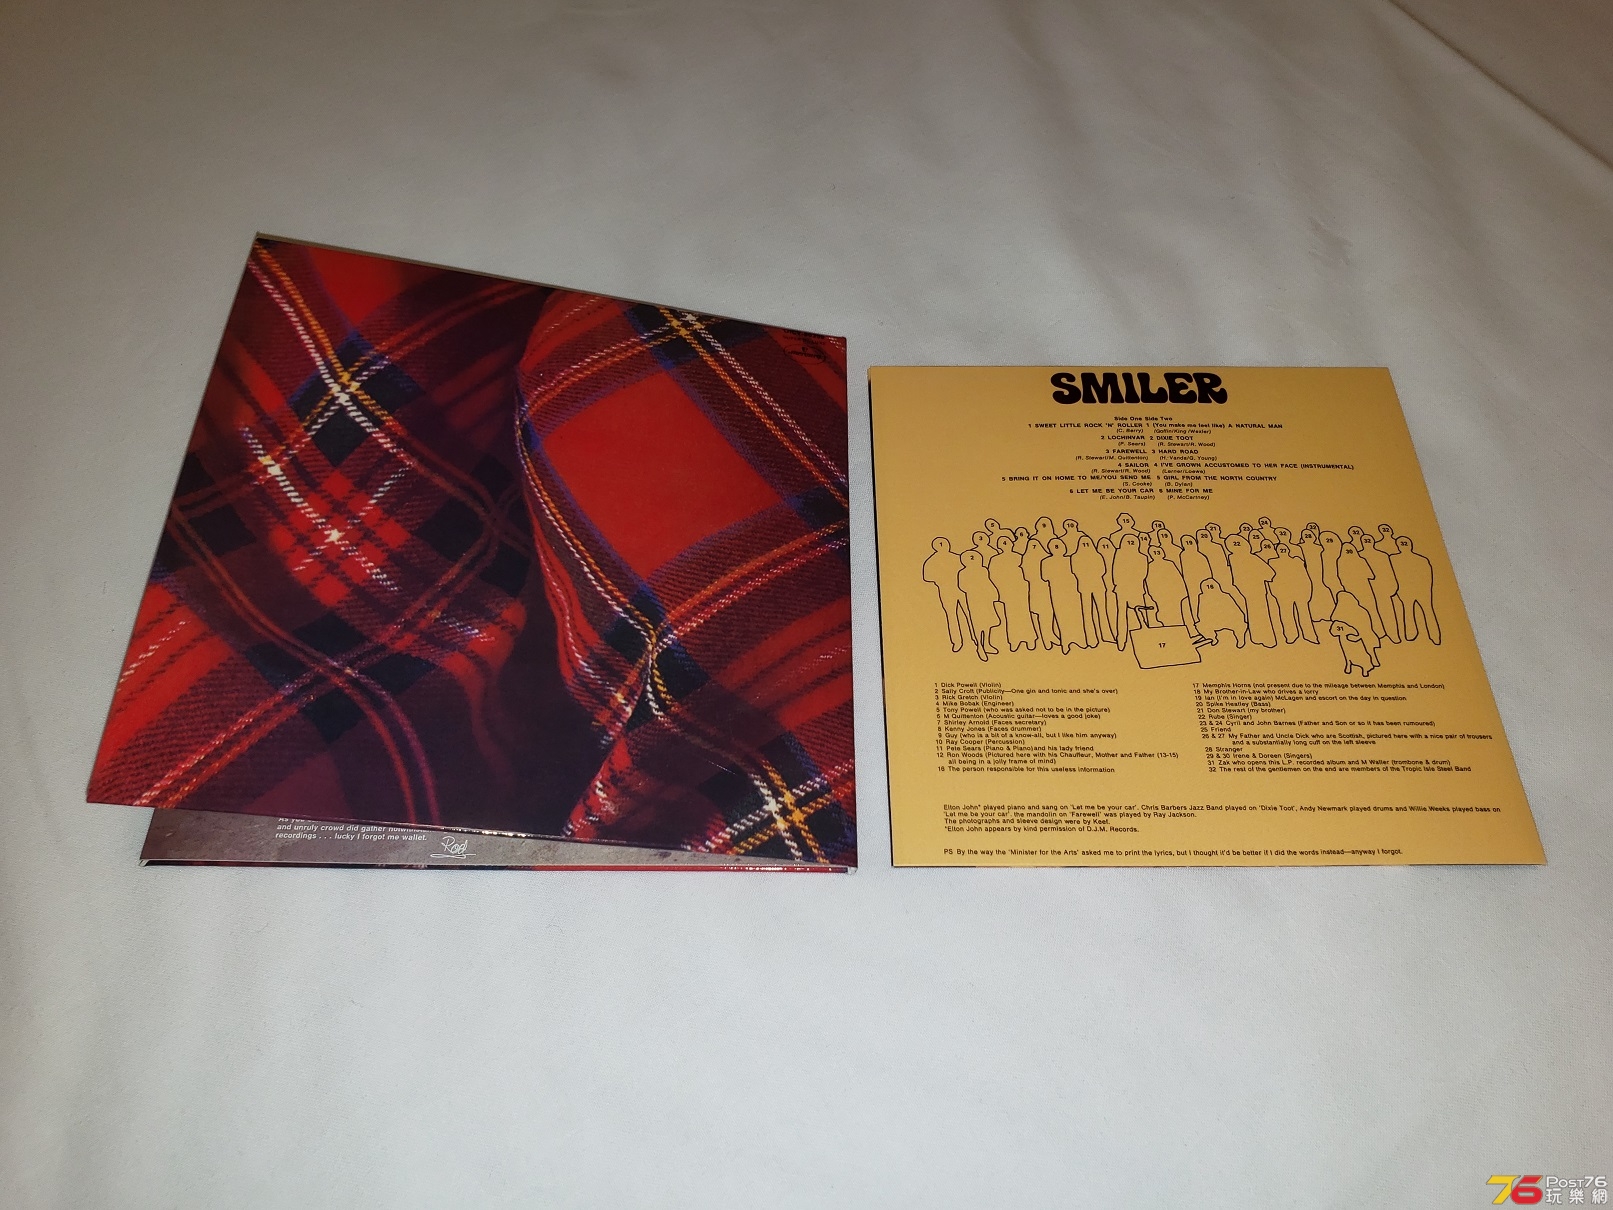 As you
and unruly crowd did gather notwith
recordings . . . lucky I forgot me wallet.
Rod
SMILER
Side One Side Two
1 SWEET LITTLE ROCK 'N' ROLLER 1 (You make me feel like) A NATURAL MAN
(C. Berry) (Goffin/King/Wexler)
2 LOCHINVAR 2 DIXIE TOOT
(P. Sears) (R. Stewart/R. Wood)
3 FAREWELL 3 HARD ROAD
(R. Stewart/M. Quittenton) (H. Vanda/G. Young)
4 SAILOR 4 I'VE GROWN ACCUSTOMED TO HER FACE (INSTRUMENTAL)
(R. Stewart/R. Wood) (Lerner/Loewe)
5 BRING IT ON HOME TO ME/YOU SEND ME 5 GIRL FROM THE NORTH COUNTRY
(S. Cooke) (B. Dylan)
6 LET ME BE YOUR CAR 6 MINE FOR ME
(E. John/B. Taupin) (P. McCartney)
1 Dick Powell (Violin)
2 Sally Croft (Publicity—One gin and tonic and she's over)
3 Rick Gretch (Violin)
4 Mike Bobak (Engineer)
5 Tony Powell (who was asked not to be in the picture)
6 M Quittenton (Acoustic guitar—loves a good joke)
7 Shirley Arnold (Faces secretary)
8 Kenny Jones (Faces drummer)
9 Guy (who is a bit of a know-all, but I like him anyway)
10 Ray Cooper (Percussion)
11 Pete Sears (Piano & Piano) and his lady friend
12 Ron Woods (Pictured here with his Chauffeur, Mother and Father (13-15)
all being in a jolly frame of mind)
16 The person responsible for this useless information
17 Memphis Horns (not present due to the mileage between Memphis and London)
18 My Brother-in-Law who drives a lorry
19 Ian (I'm in love again) McLagen and escort on the day in question
20 Spike Heatley (Bass)
21 Don Stewart (my brother)
22 Rube (Singer)
23 & 24 Cyril and John Barnes (Father and Son or so it has been rumoured)
25 Friend
26 & 27 My Father and Uncle Dick who are Scottish, pictured here with a nice pair of trousers
and a substantially long cuff on the left sleeve
28 Stranger
29 & 30 Irene & Doreen (Singers)
31 Zak who opens this L.P. recorded album and M Waller (trombone & drum)
32 The rest of the gentlemen on the end are members of the Tropic Isle Steel Band
Elton John* played piano and sang on 'Let me be your car'. Chris Barbers Jazz Band played on 'Dixie Toot', Andy Newmark played drums and Willie Weeks played bass on
'Let me be your car'. the mandolin on 'Farewell' was played by Ray Jackson.
The photographs and sleeve design were by Keef.
*Elton John appears by kind permission of D.J.M. Records.
PS By the way the 'Minister for the Arts' asked me to print the lyrics, but I thought it'd be better if I did the words instead—anyway I forgot.
76 Post76
玩樂網